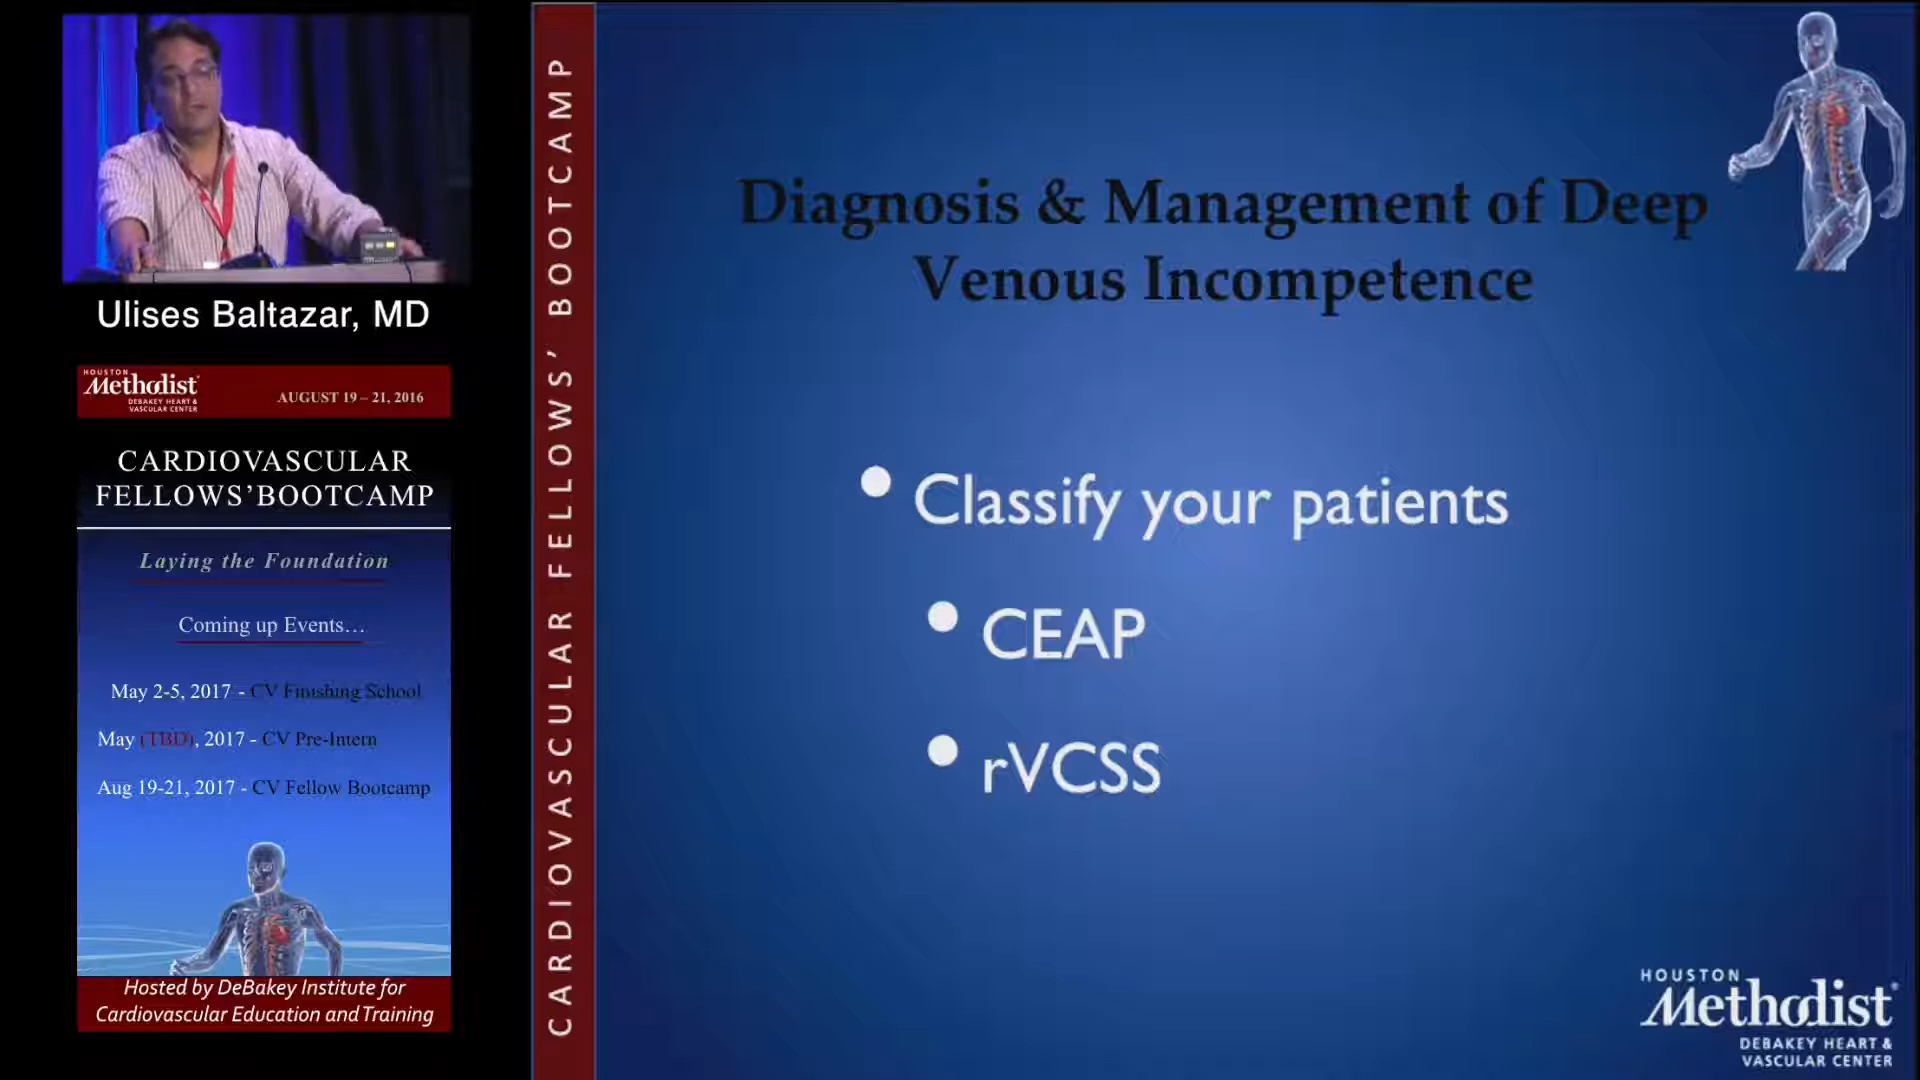 Ulises Baltazar, MD
HOUSTON
Methodist
DEBAKEY HEART &
VASCULAR CENTER
AUGUST 19 – 21, 2016
CARDIOVASCULAR
FELLOWS’BOOTCAMP
Laying the Foundation
Coming up Events…
May 2-5, 2017 - CV Finishing School
May (TBD), 2017 - CV Pre-Intern
Aug 19-21, 2017 - CV Fellow Bootcamp
Hosted by DeBakey Institute for
Cardiovascular Education and Training
CARDIOVASCULAR FELLOWS’ BOOTCAMP
Diagnosis & Management of Deep
Venous Incompetence
• Classify your patients
• CEAP
• rVCSS
HOUSTON
Methodist
DEBAKEY HEART &
VASCULAR CENTER